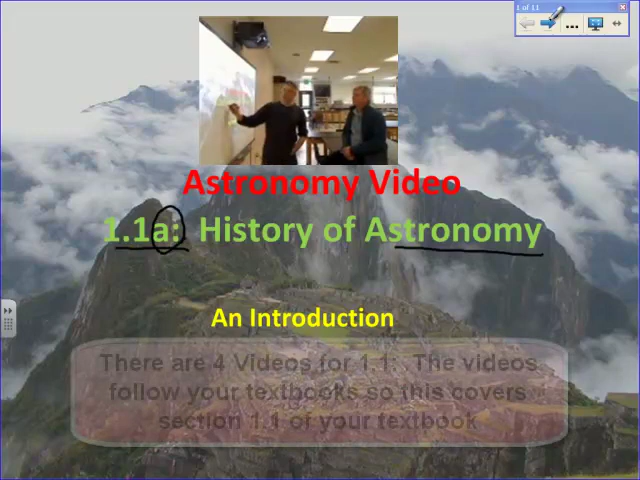 1 of 11
Astronomy Video
1.1a: History of Astronomy
An Introduction
There are 4 Videos for 1.1: The videos
follow your textbooks so this covers
section 1.1 of your textbook